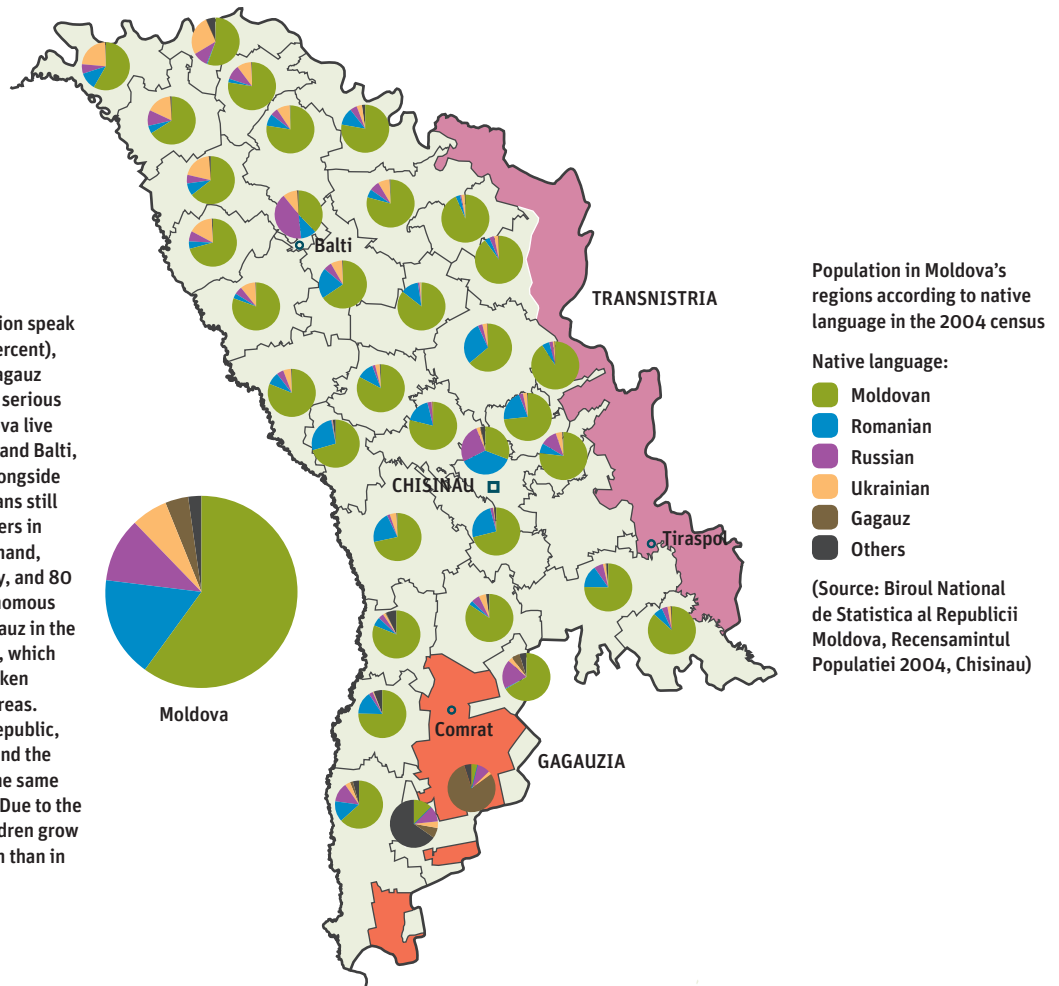 ion speak
ercent),
agauz
serious
va live
and Balti,
ongside
ans still
ers in
hand,
y, and 80
nomous
auz in the
, which
ken
reas.
epublic,
nd the
he same
Due to the
dren grow
n than in
Balti
TRANSNISTRIA
CHISINAU
Tiraspol
Moldova
Comrat
GAGAUZIA
Population in Moldova’s
regions according to native
language in the 2004 census
Native language:
Moldovan
Romanian
Russian
Ukrainian
Gagauz
Others
(Source: Biroul National
de Statistica al Republicii
Moldova, Recensamintul
Populatiei 2004, Chisinau)